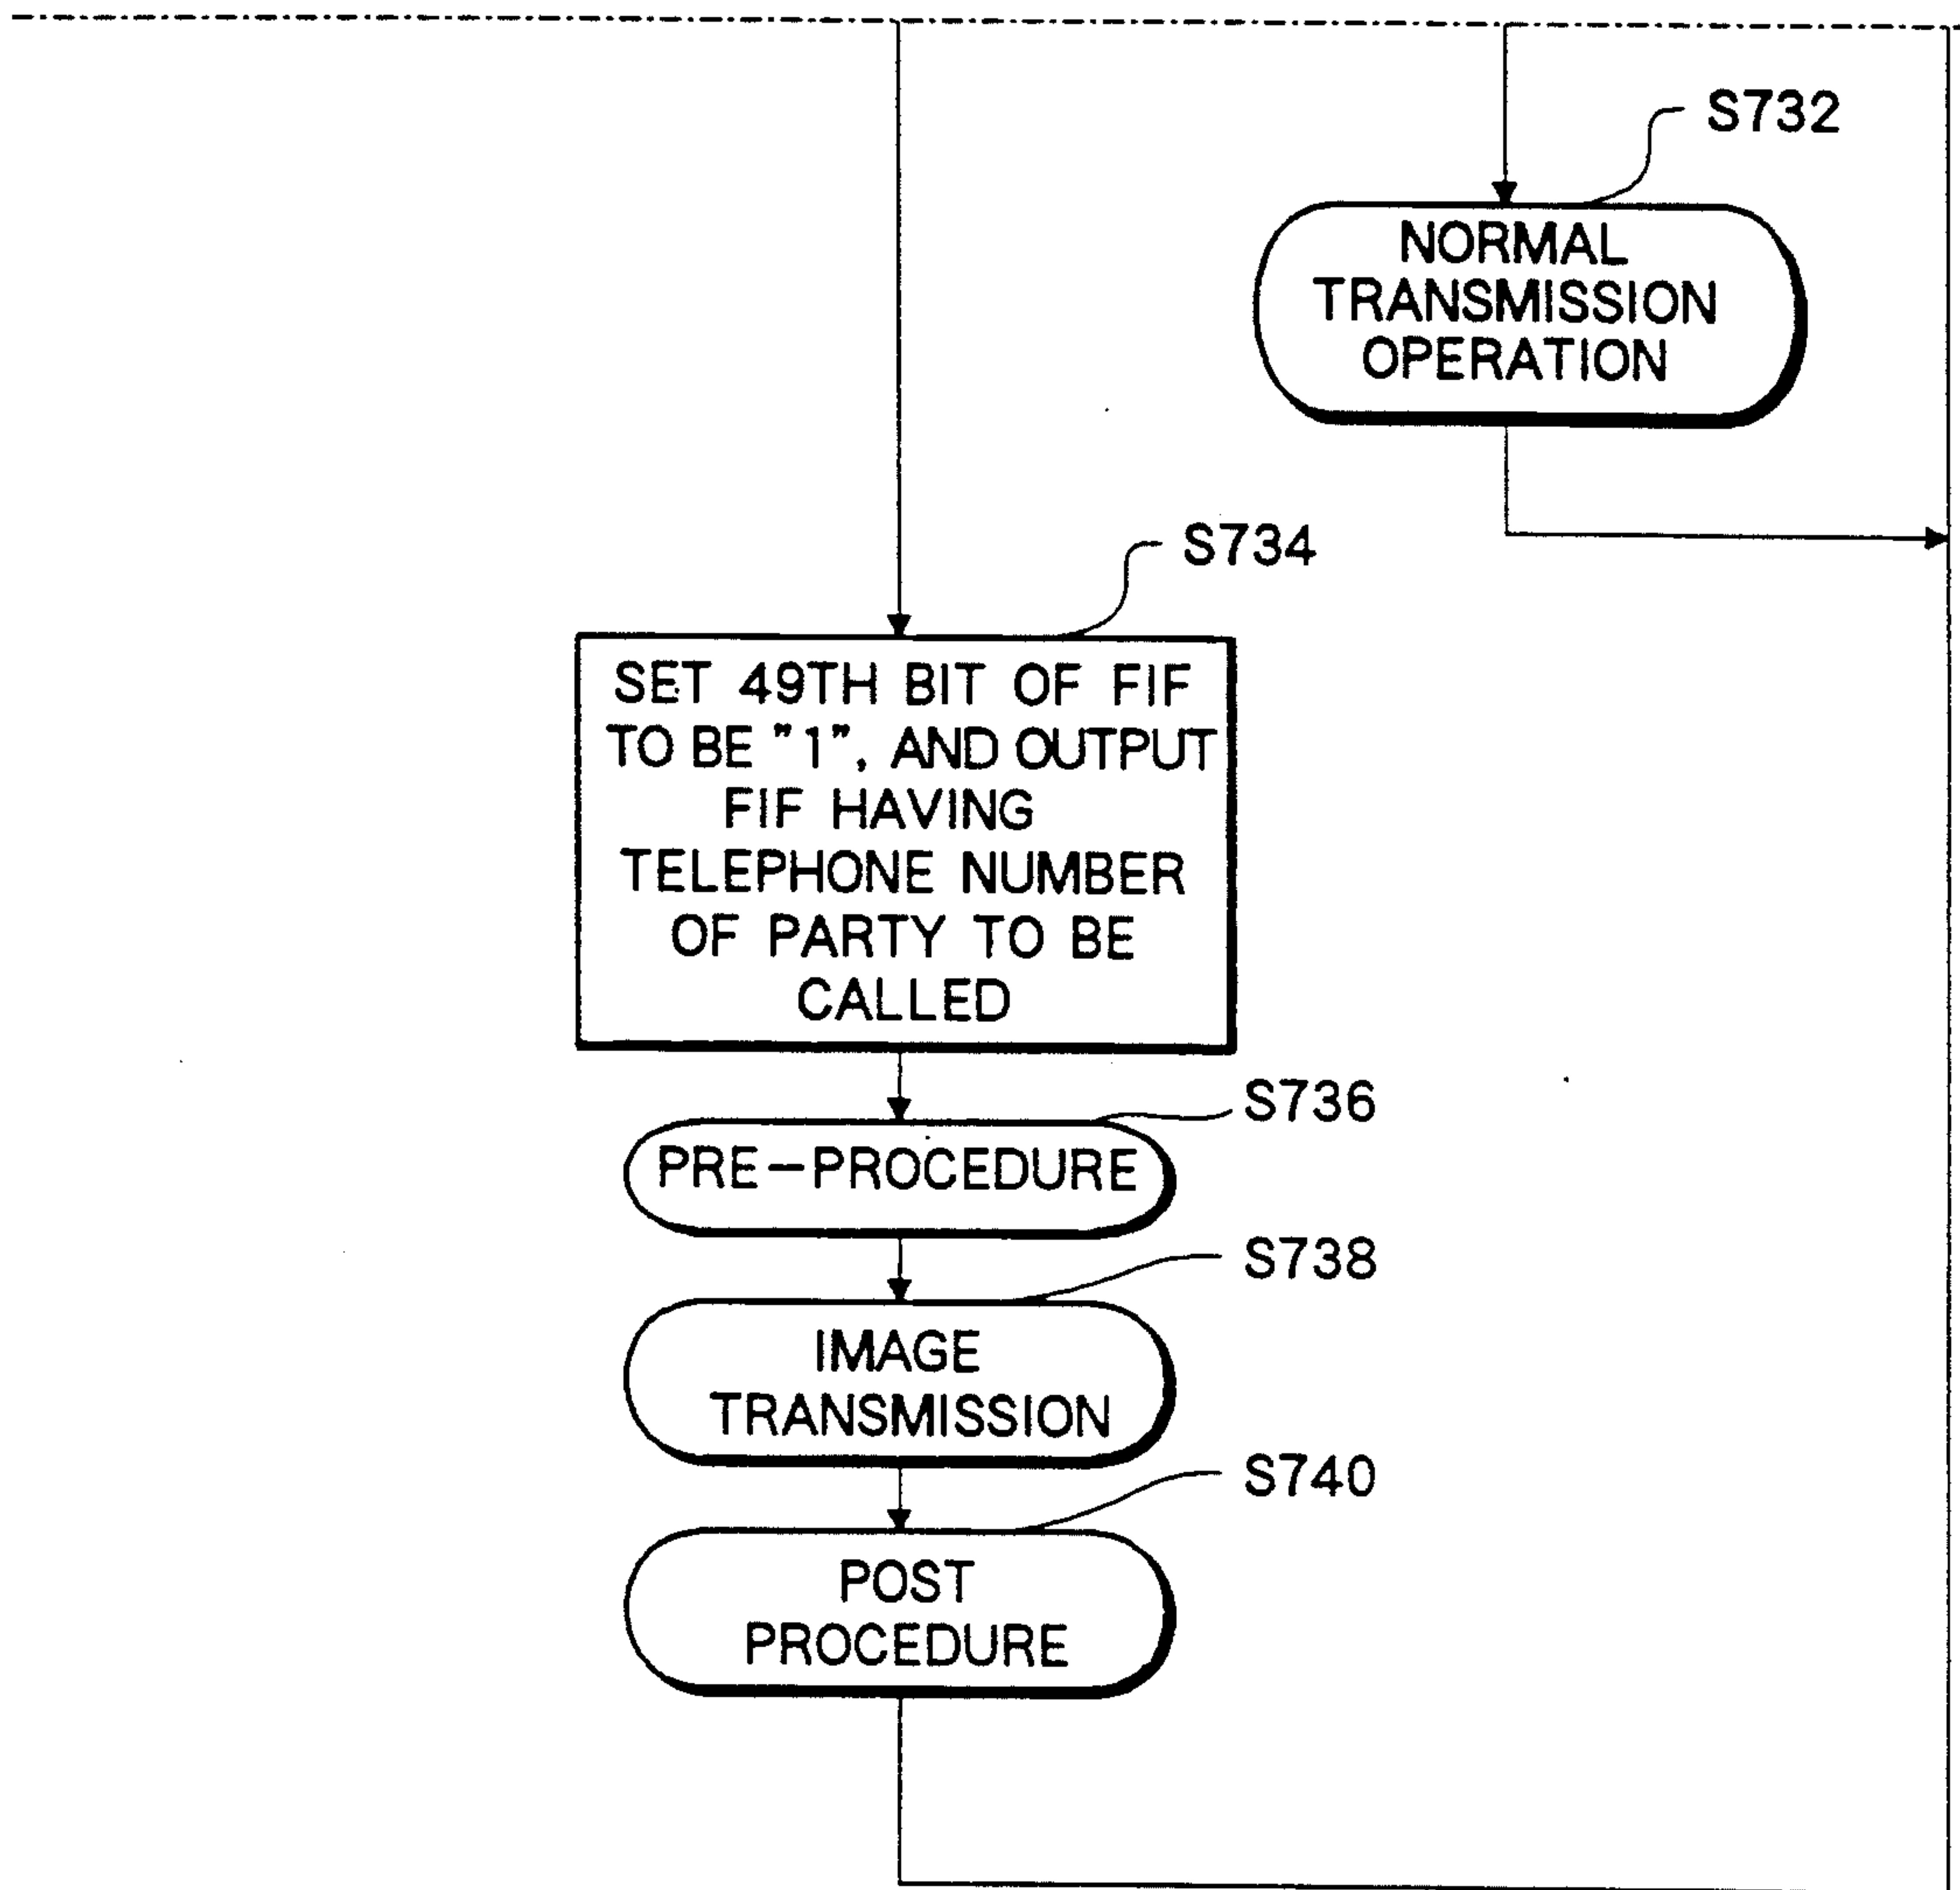 S732
NORMAL
TRANSMISSION
OPERATION
S734
SET 49TH BIT OF FIF
TO BE "1", AND OUTPUT
FIF HAVING
TELEPHONE NUMBER
OF PARTY TO BE
CALLED
S736
PRE-PROCEDURE
S738
IMAGE
TRANSMISSION
S740
POST
PROCEDURE